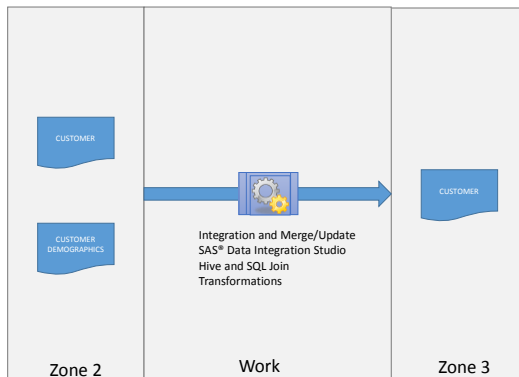 CUSTOMER
CUSTOMER
DEMOGRAPHICS
Integration and Merge/Update
SAS® Data Integration Studio
Hive and SQL Join
Transformations
CUSTOMER
Zone 2
Work
Zone 3